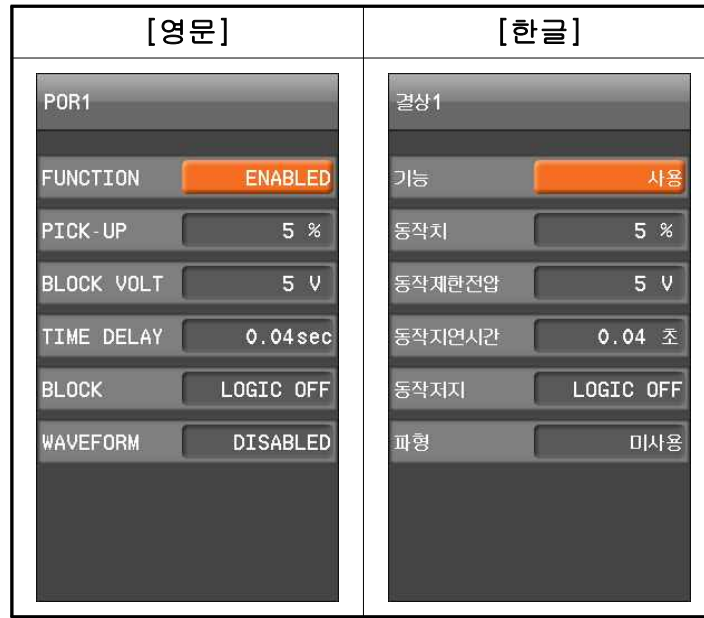 [영문]
[한글]
POR1
FUNCTION ENABLED
PICK-UP 5 %
BLOCK VOLT 5 V
TIME DELAY 0.04sec
BLOCK LOGIC OFF
WAVEFORM DISABLED
결상1
기능 사용
동작치 5 %
동작제한전압 5 V
동작지연시간 0.04 초
동작저지 LOGIC OFF
파형 미사용